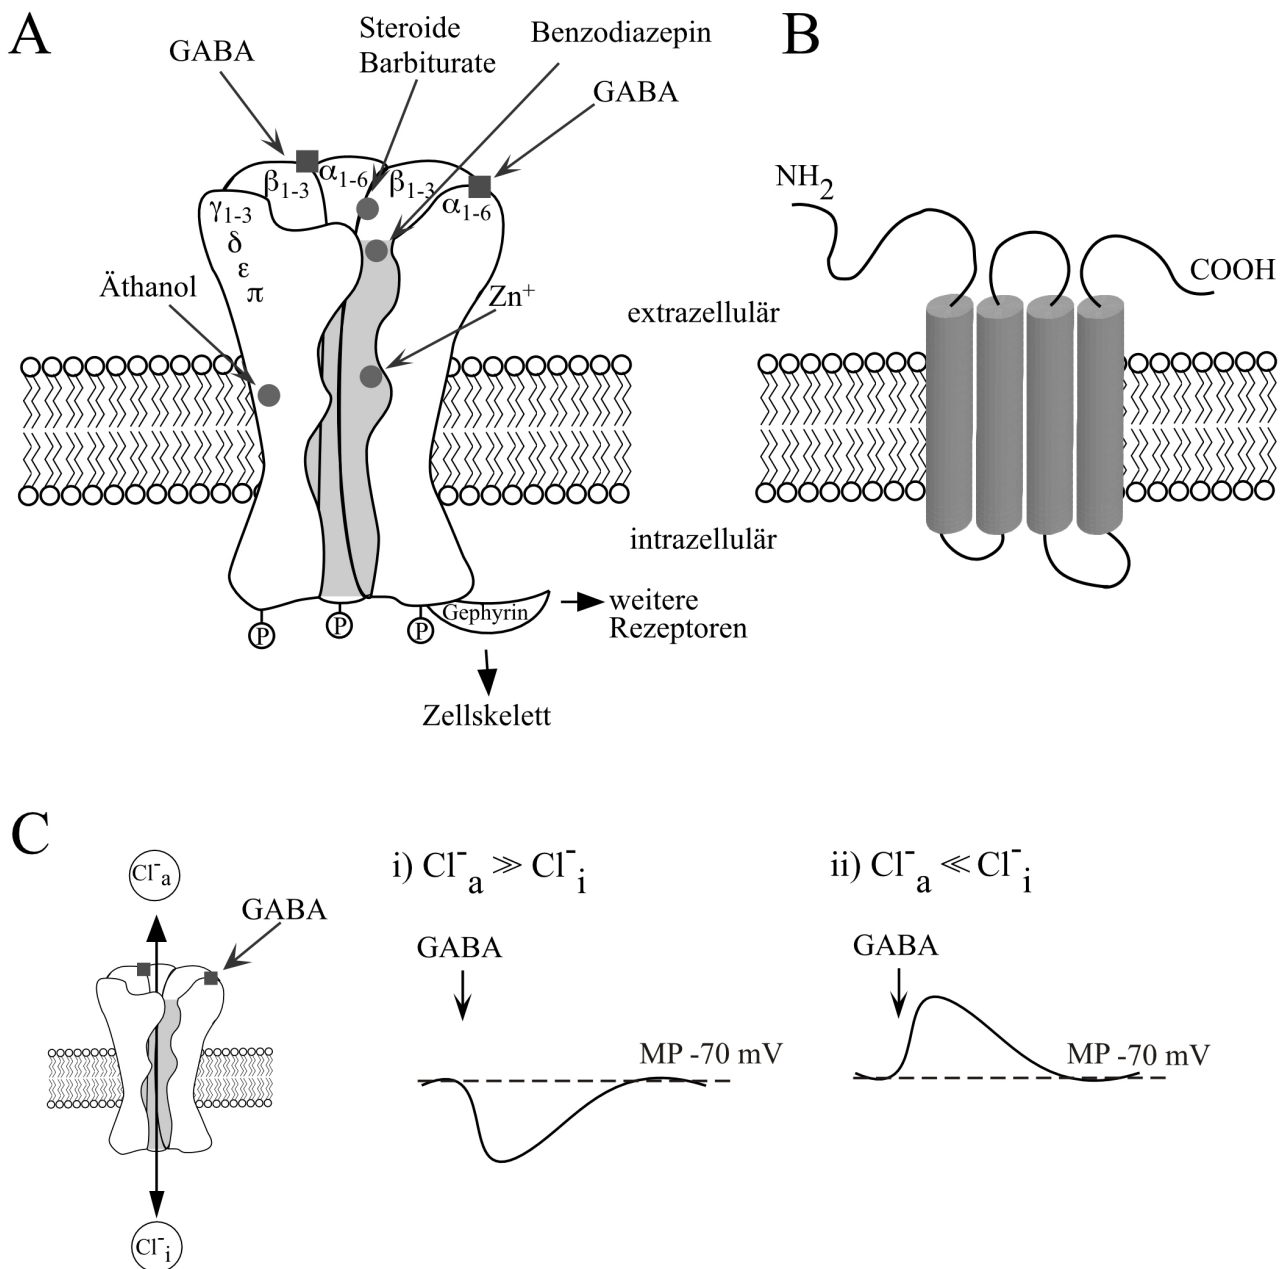 A
GABA
Steroide
Barbiturate
Benzodiazepin
GABA
β1-3
α1-6
β1-3
α1-6
γ1-3
δ
ε
π
Äthanol
Zn+
extrazellulär
intrazellulär
P
P
P
Gephyrin
weitere
Rezeptoren
Zellskelett
B
NH2
COOH
C
Cl-a
GABA
Cl-i
i) Cl-a ≫ Cl-i
GABA
MP -70 mV
ii) Cl-a ≪ Cl-i
GABA
MP -70 mV